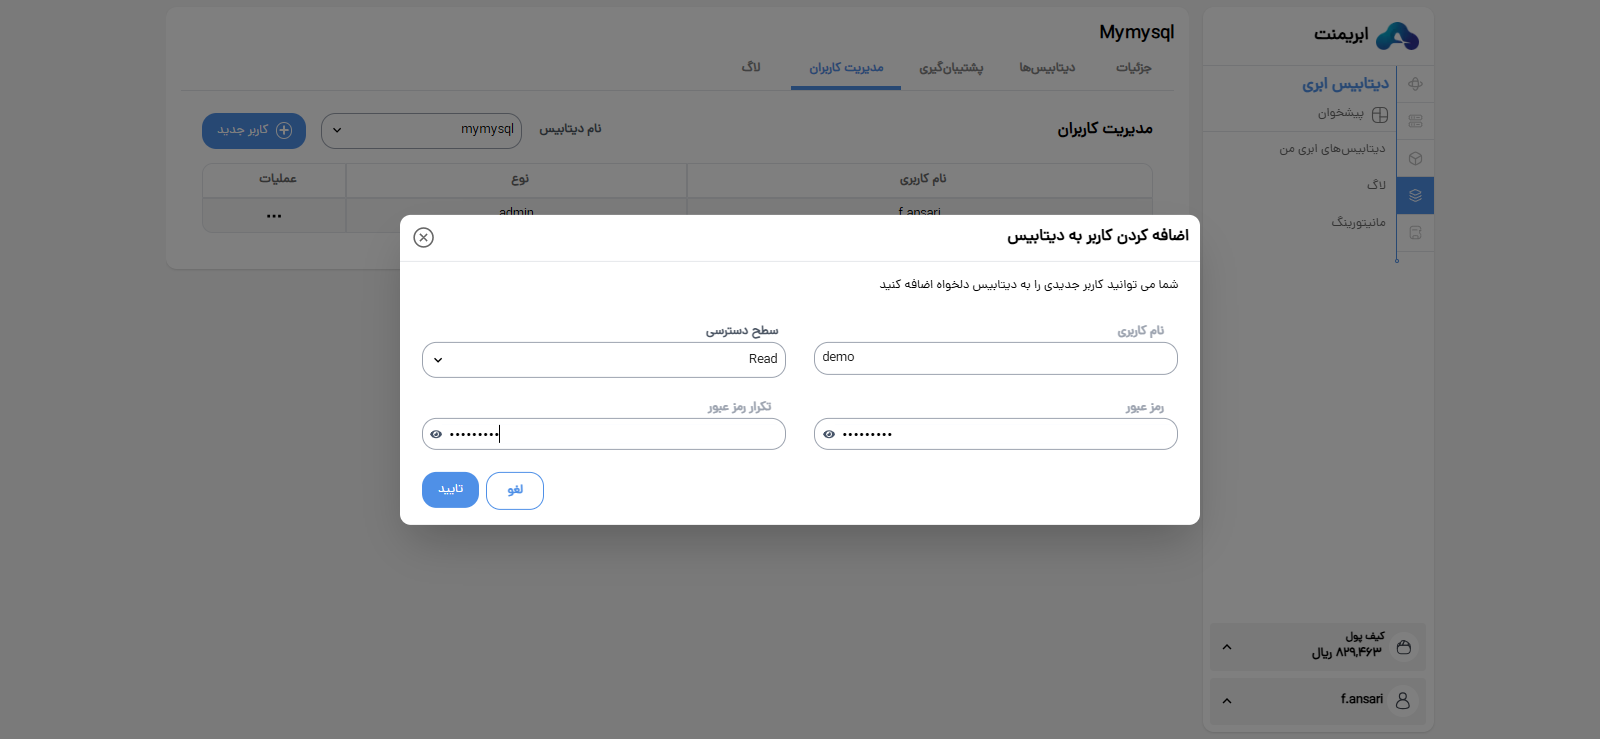 ابریمنت
دیتابیس ابری
پیشخوان
دیتابیس‌های ابری من
لاگ
مانیتورینگ
کیف پول
۸۲۹,۴۶۳ ریال
f.ansari
Mymysql
جزئیات دیتابیس‌ها پشتیبان‌گیری مدیریت کاربران لاگ
مدیریت کاربران
نام دیتابیس mymysql کاربر جدید
نام کاربری نوع عملیات
f.ansari admin
اضافه کردن کاربر به دیتابیس
شما می توانید کاربر جدیدی را به دیتابیس دلخواه اضافه کنید
نام کاربری سطح دسترسی
demo Read
رمز عبور تکرار رمز عبور
••••••••• •••••••••
لغو تایید